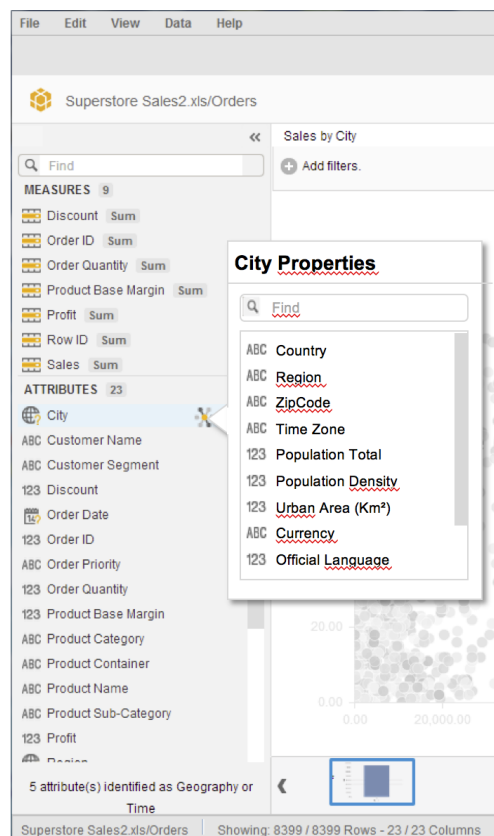 File Edit View Data Help
Superstore Sales2.xls/Orders
«
Sales by City
Find
Add filters.
MEASURES 9
Discount Sum
Order ID Sum
Order Quantity Sum
Product Base Margin Sum
Profit Sum
Row ID Sum
Sales Sum
ATTRIBUTES 23
City
ABC Customer Name
ABC Customer Segment
123 Discount
Order Date
123 Order ID
ABC Order Priority
123 Order Quantity
123 Product Base Margin
ABC Product Category
ABC Product Container
ABC Product Name
ABC Product Sub-Category
123 Profit
Region
5 attribute(s) identified as Geography or
Time
City Properties
Find
ABC Country
ABC Region
ABC ZipCode
ABC Time Zone
123 Population Total
123 Population Density
123 Urban Area (Km²)
ABC Currency
123 Official Language
20.00
0.00
0.00 20,000.00
Superstore Sales2.xls/Orders Showing: 8399 / 8399 Rows - 23 / 23 Columns